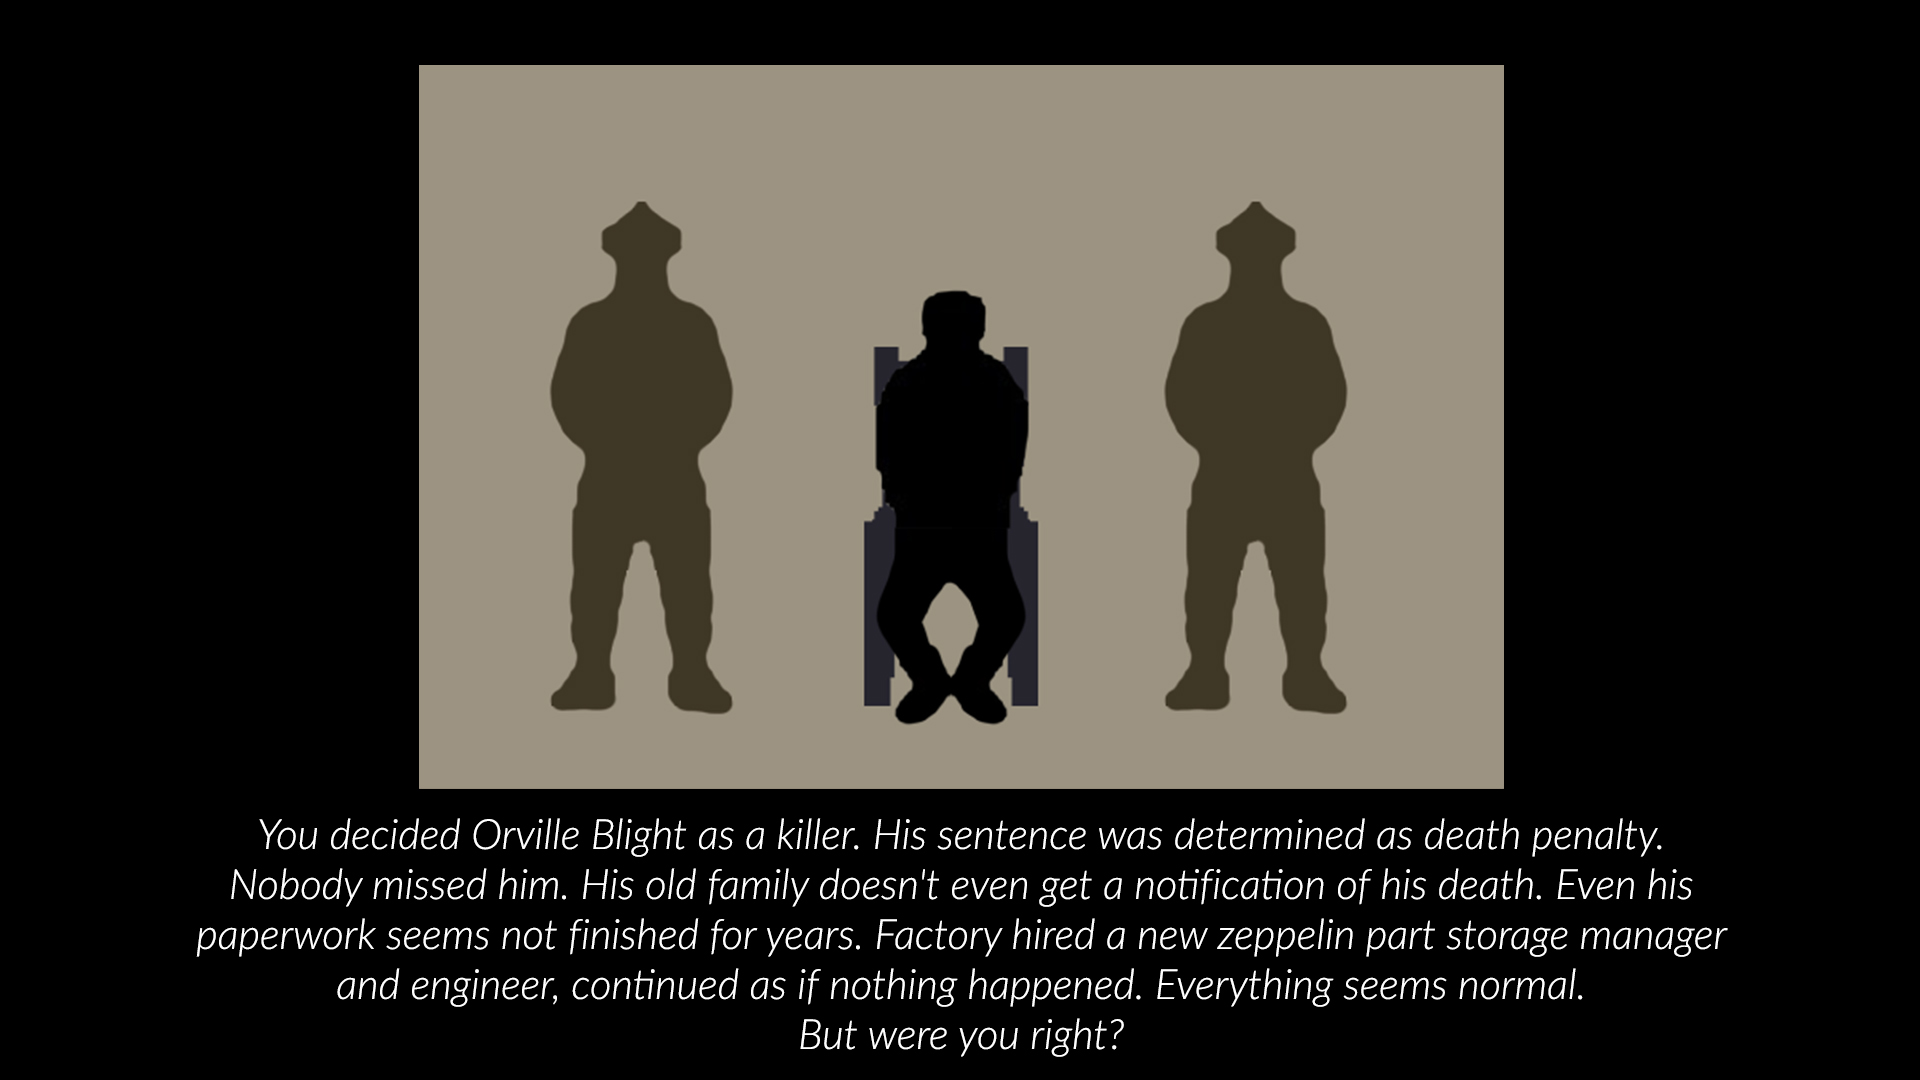 You decided Orville Blight as a killer. His sentence was determined as death penalty.
Nobody missed him. His old family doesn't even get a notification of his death. Even his
paperwork seems not finished for years. Factory hired a new zeppelin part storage manager
and engineer, continued as if nothing happened. Everything seems normal.
But were you right?